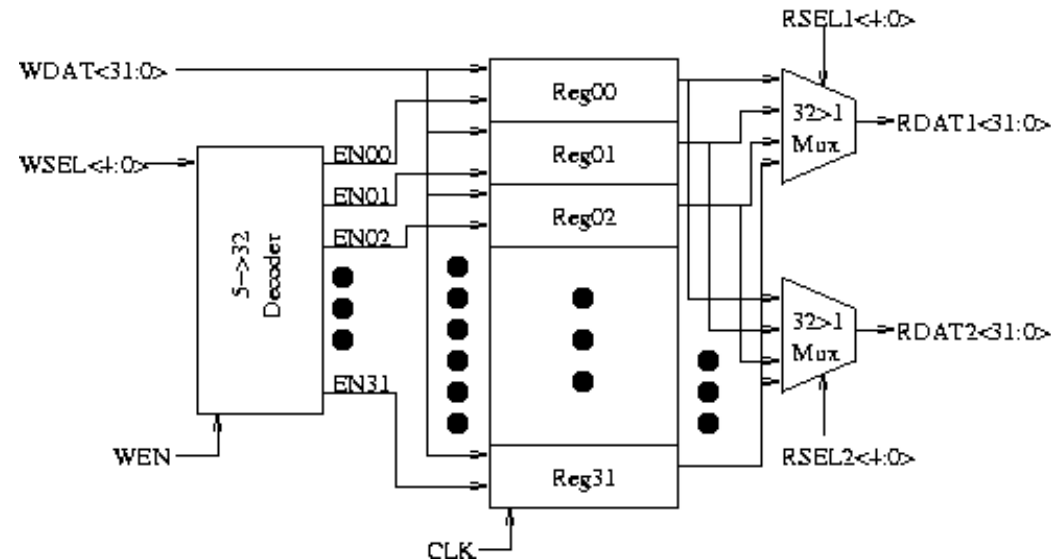 RSEL1<4:0>
WDAT<31:0>
Reg00
32>1
Mux
RDAT1<31:0>
WSEL<4:0>
EN00
Reg01
EN01
Reg02
EN02
5-->32
Decoder
32>1
Mux
RDAT2<31:0>
EN31
WEN
RSEL2<4:0>
Reg31
CLK